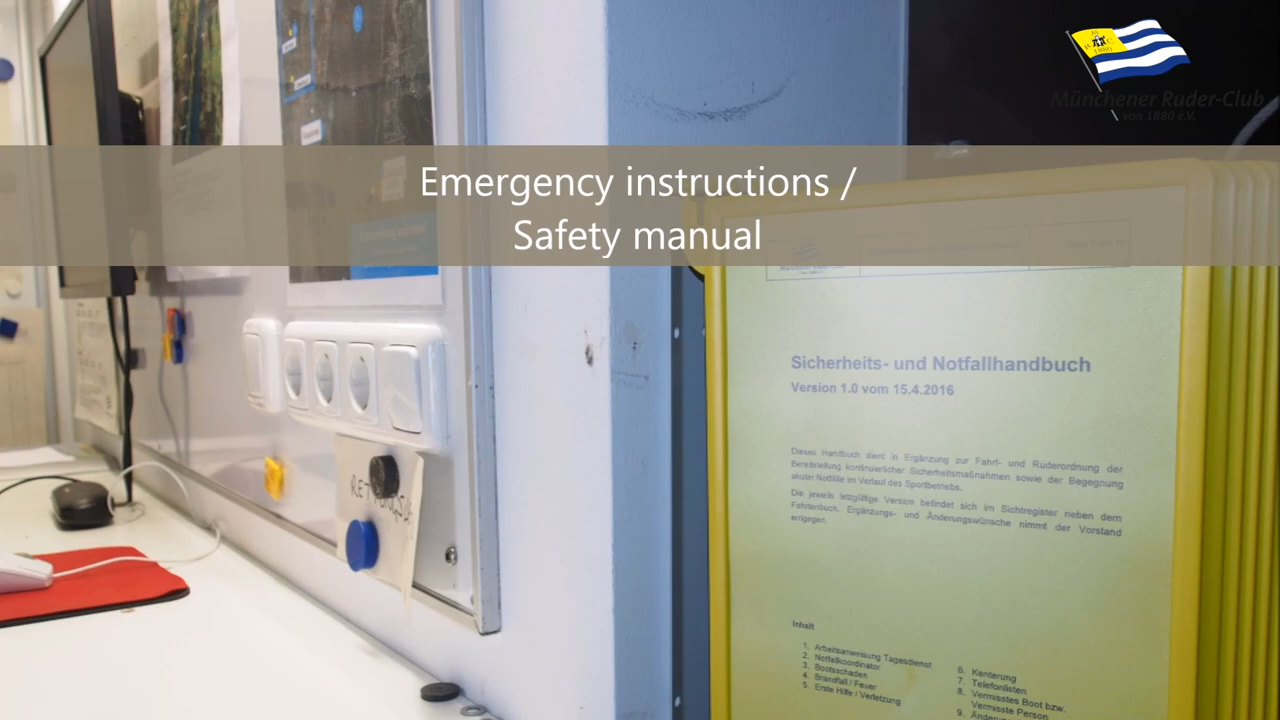 Münchener Ruder-Club
von 1880 e.V.
Emergency instructions /
Safety manual
Sicherheits- und Notfallhandbuch
Version 1.0 vom 15.4.2016
Dieses Handbuch dient in Ergänzung zur Fahrt- und Ruderordnung der
Bereitstellung kontinuierlicher Sicherheitsmaßnahmen sowie der Begegnung
akuter Notfälle im Verlauf des Sportbetriebs.
Die jeweils letzgültige Version befindet sich im Sichtregister neben dem
Fahrtenbuch. Ergänzungs- und Änderungswünsche nimmt der Vorstand
entgegen.
Inhalt
1. Arbeitsanweisung Tagesdienst
2. Notfallkoordinator
3. Bootsschaden
4. Brandfall / Feuer
5. Erste Hilfe / Verletzung
6. Kenterung
7. Telefonlisten
8. Vermisstes Boot bzw.
Vermisste Person
9.